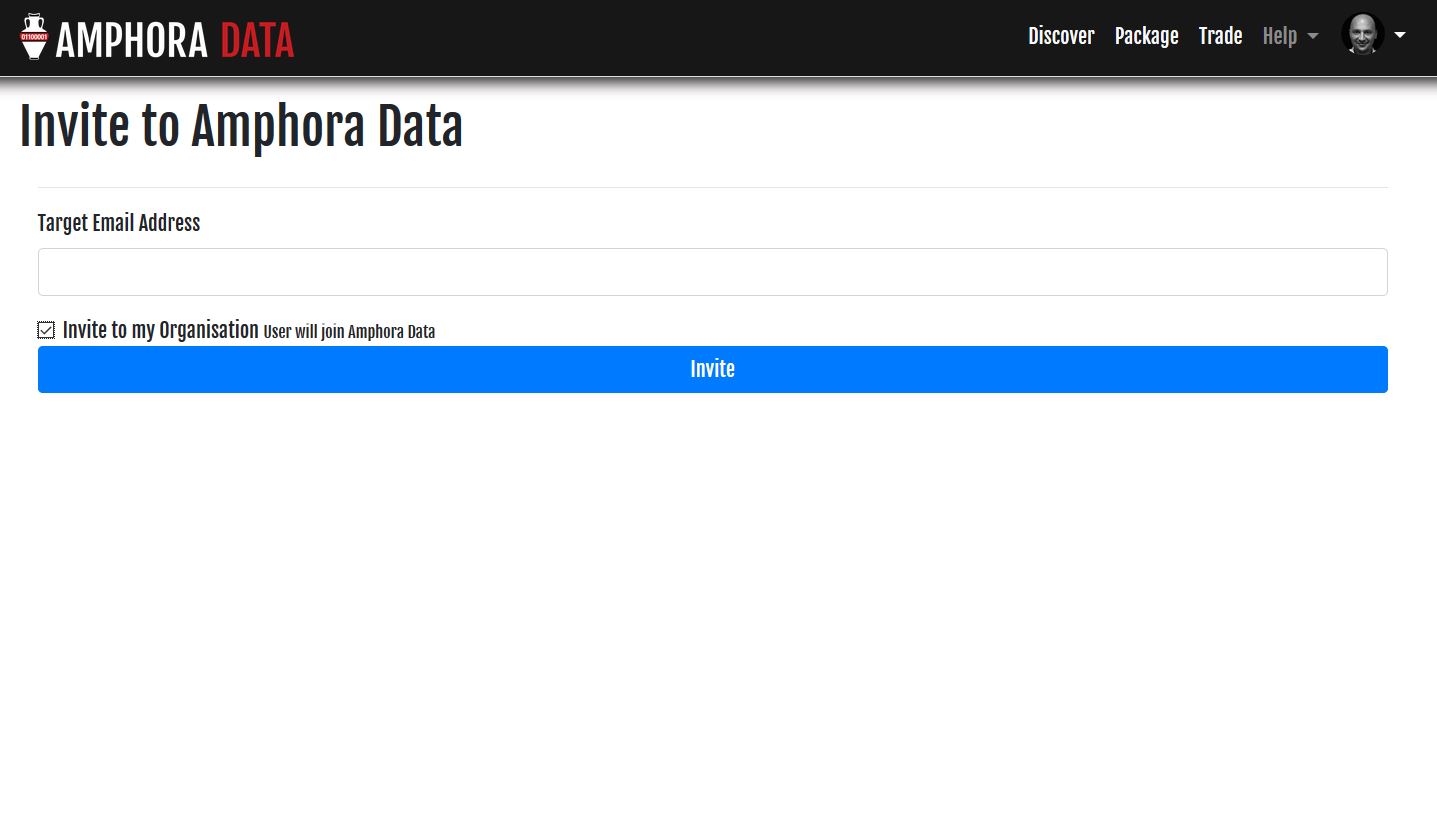 01100001
AMPHORA DATA
Discover Package Trade Help
Invite to Amphora Data
Target Email Address
Invite to my Organisation User will join Amphora Data
Invite